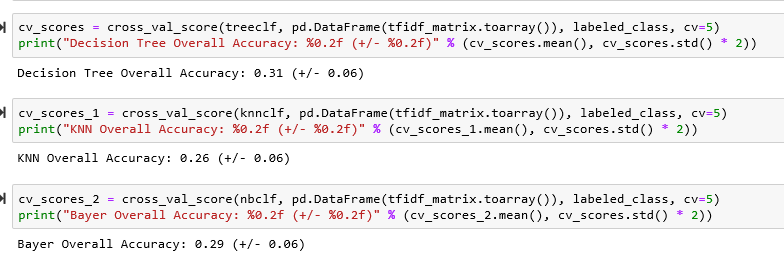 cv_scores = cross_val_score(treeclf, pd.DataFrame(tfidf_matrix.toarray()), labeled_class, cv=5)
print("Decision Tree Overall Accuracy: %0.2f (+/- %0.2f)" % (cv_scores.mean(), cv_scores.std() * 2))
Decision Tree Overall Accuracy: 0.31 (+/- 0.06)
cv_scores_1 = cross_val_score(knnclf, pd.DataFrame(tfidf_matrix.toarray()), labeled_class, cv=5)
print("KNN Overall Accuracy: %0.2f (+/- %0.2f)" % (cv_scores_1.mean(), cv_scores.std() * 2))
KNN Overall Accuracy: 0.26 (+/- 0.06)
cv_scores_2 = cross_val_score(nbclf, pd.DataFrame(tfidf_matrix.toarray()), labeled_class, cv=5)
print("Bayer Overall Accuracy: %0.2f (+/- %0.2f)" % (cv_scores_2.mean(), cv_scores.std() * 2))
Bayer Overall Accuracy: 0.29 (+/- 0.06)